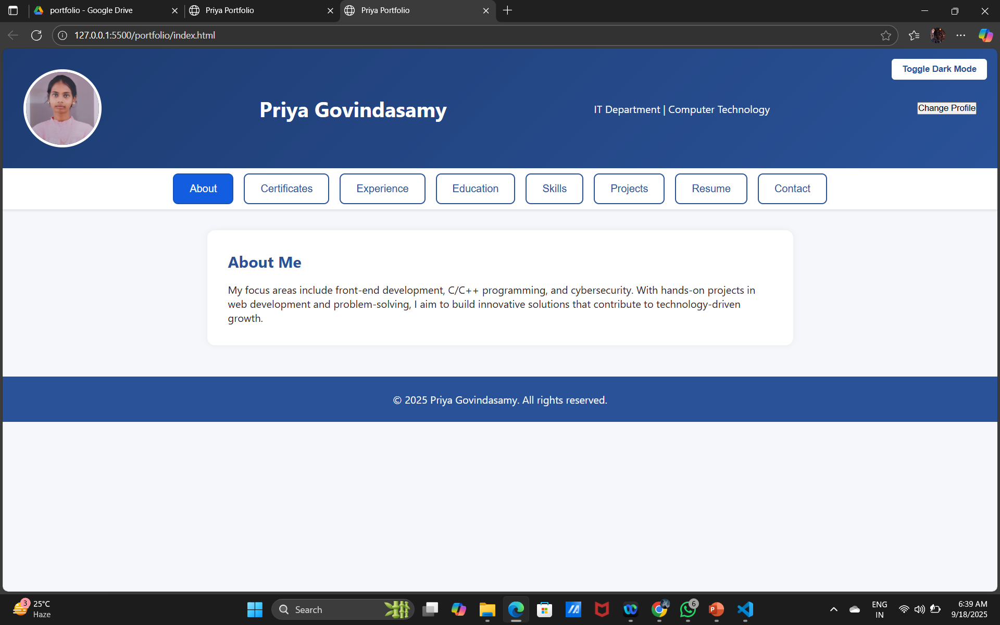 portfolio - Google Drive
Priya Portfolio
Priya Portfolio
127.0.0.1:5500/portfolio/index.html
Toggle Dark Mode
Priya Govindasamy
IT Department | Computer Technology
Change Profile
About
Certificates
Experience
Education
Skills
Projects
Resume
Contact
About Me
My focus areas include front-end development, C/C++ programming, and cybersecurity. With hands-on projects in
web development and problem-solving, I aim to build innovative solutions that contribute to technology-driven
growth.
© 2025 Priya Govindasamy. All rights reserved.
3
25°C
Haze
Search
6
P
ENG
IN
6:39 AM
9/18/2025